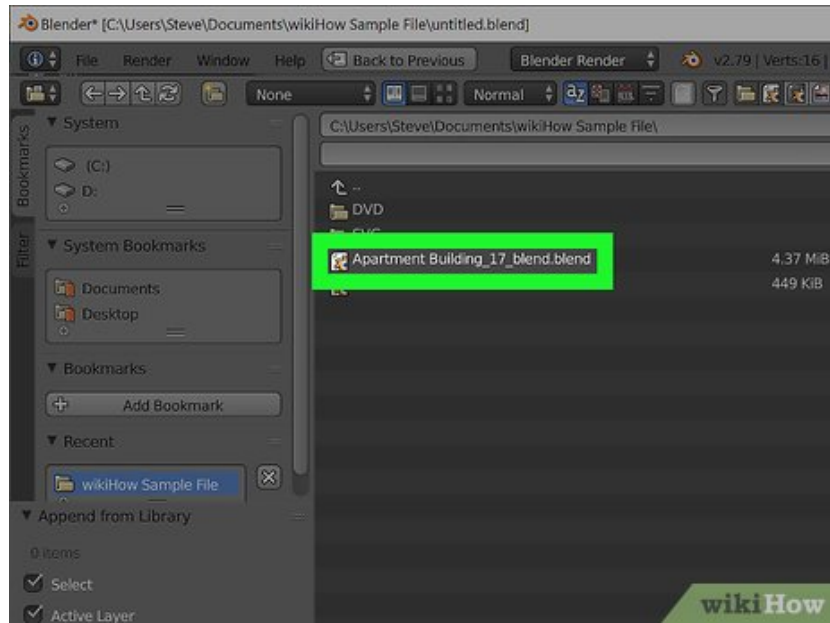 Blender* [C:\Users\Steve\Documents\wikiHow Sample File\untitled.blend]
File Render Window Help Back to Previous Blender Render v2.79 | Verts:16 |
None Normal
Bookmarks
Filter
System
(C:)
D:
System Bookmarks
Documents
Desktop
Bookmarks
Add Bookmark
Recent
wikiHow Sample File
Append from Library
0 items
Select
Active Layer
C:\Users\Steve\Documents\wikiHow Sample File\
..
DVD
SVG
Apartment Building_17_blend.blend 4.37 MiB
449 KiB
wikiHow